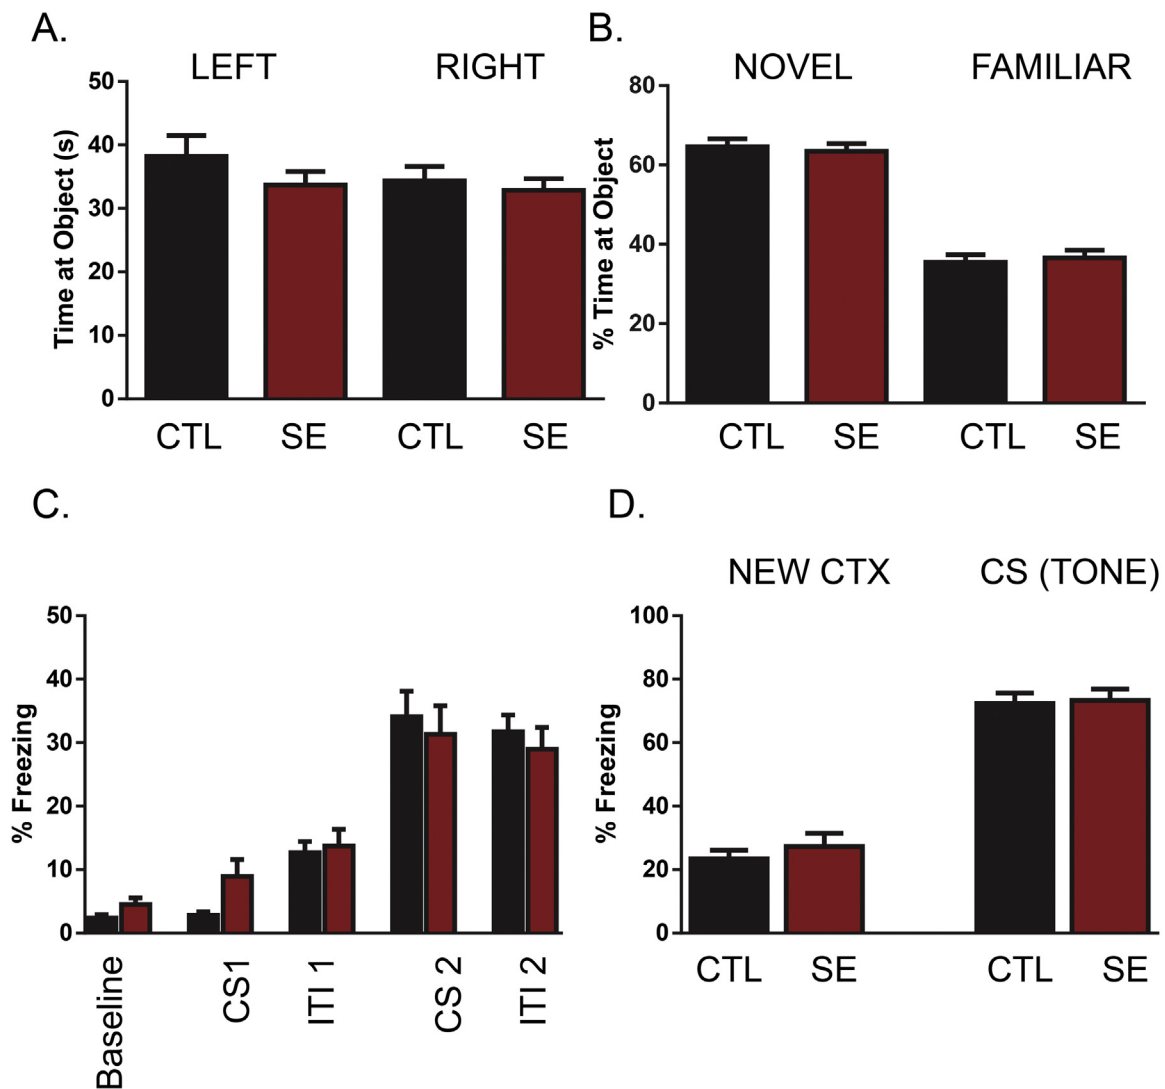 A.
LEFT RIGHT
Time at Object (s)
50
40
30
20
10
0
CTL SE CTL SE
B.
NOVEL FAMILIAR
% Time at Object
80
60
40
20
0
CTL SE CTL SE
C.
% Freezing
50
40
30
20
10
0
Baseline
CS1
ITI 1
CS 2
ITI 2
D.
NEW CTX CS (TONE)
% Freezing
100
80
60
40
20
0
CTL SE CTL SE